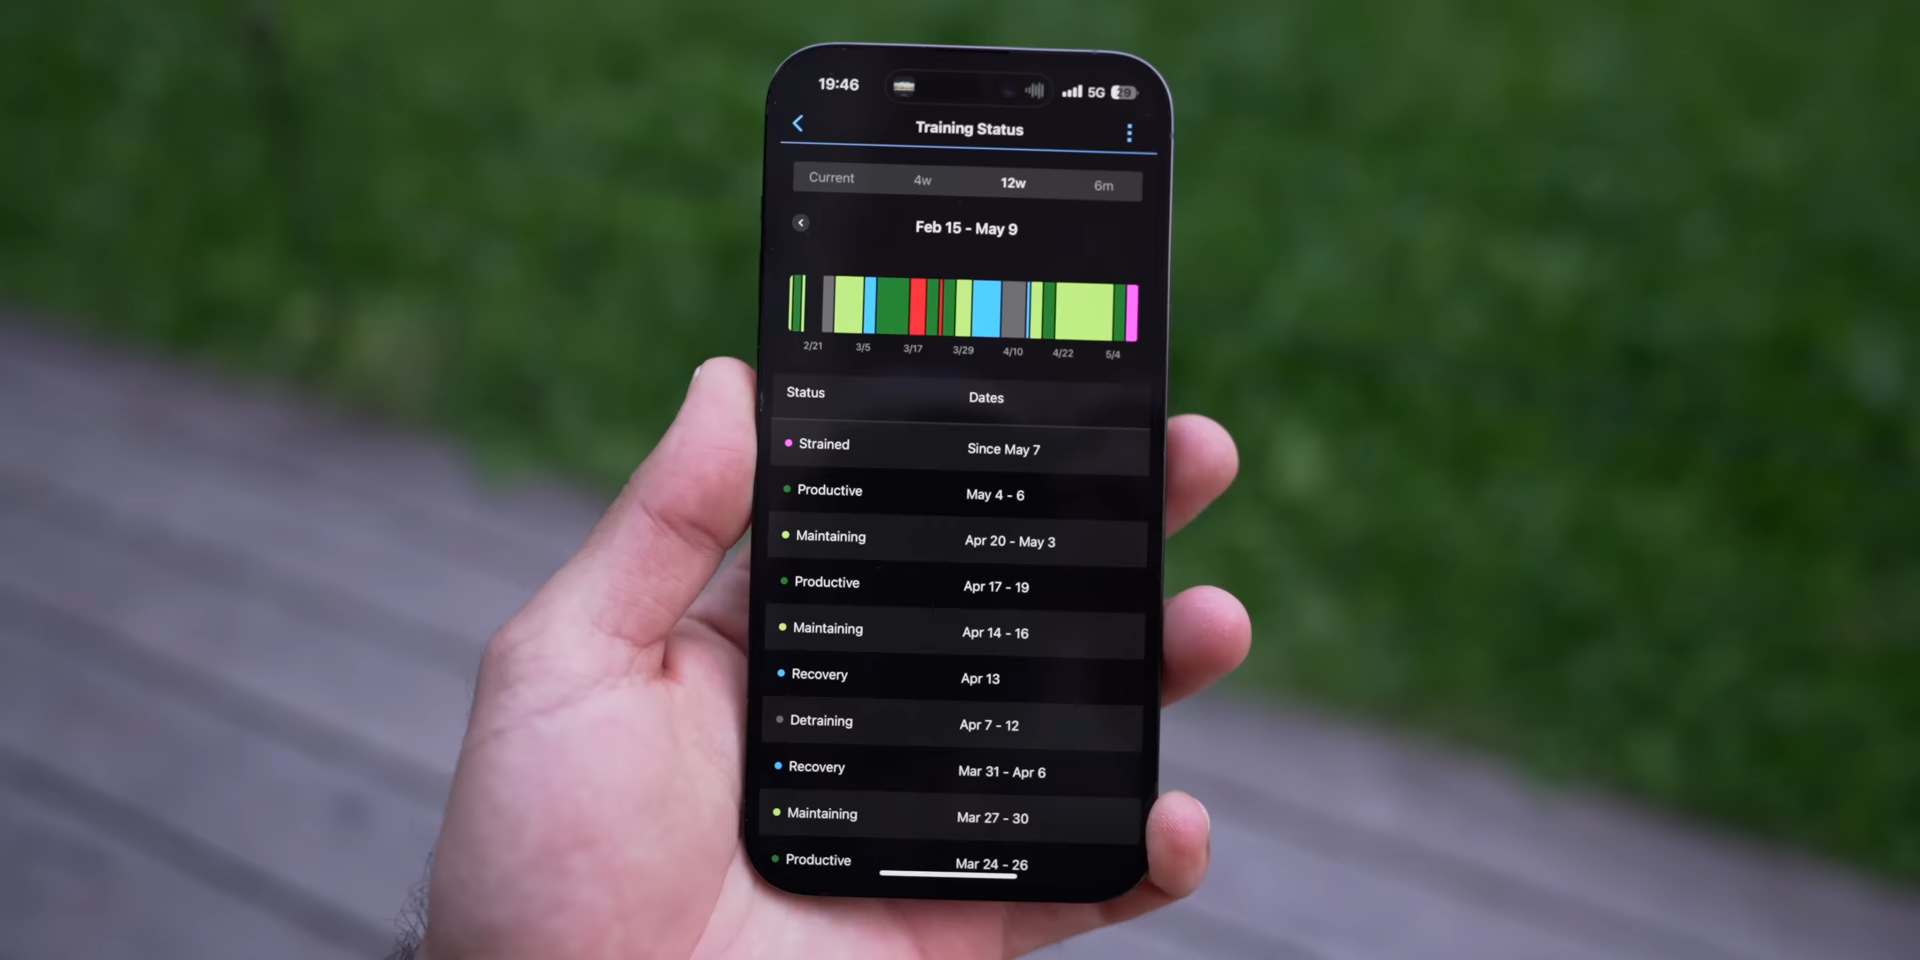 19:46 5G 29
Training Status
Current 4w 12w 6m
Feb 15 - May 9
2/21 3/5 3/17 3/29 4/10 4/22 5/4
Status Dates
Strained Since May 7
Productive May 4 - 6
Maintaining Apr 20 - May 3
Productive Apr 17 - 19
Maintaining Apr 14 - 16
Recovery Apr 13
Detraining Apr 7 - 12
Recovery Mar 31 - Apr 6
Maintaining Mar 27 - 30
Productive Mar 24 - 26